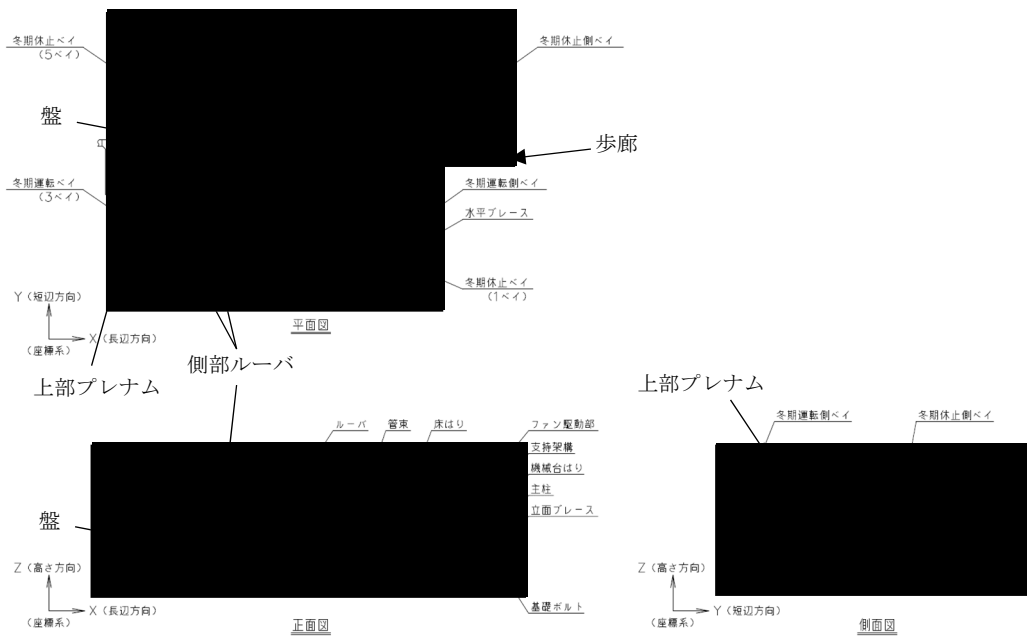 冬期休止ベイ
(5ベイ)
冬期休止側ベイ
盤
歩廊
冬期運転ベイ
(3ベイ)
冬期運転側ベイ
水平ブレース
冬期休止ベイ
(1ベイ)
Y(短辺方向)
X(長辺方向)
(座標系)
平面図
側部ルーバ
上部プレナム
上部プレナム
ルーバ
管束
床はり
ファン駆動部
支持架構
機械台はり
主柱
立面ブレース
盤
Z(高さ方向)
X(長辺方向)
(座標系)
基礎ボルト
正面図
冬期運転側ベイ
冬期休止側ベイ
Z(高さ方向)
Y(短辺方向)
(座標系)
側面図